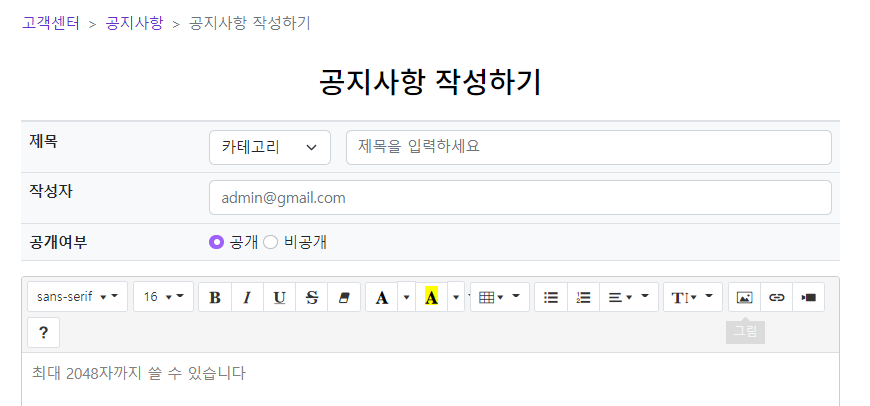 고객센터 > 공지사항 > 공지사항 작성하기
공지사항 작성하기
제목 카테고리 제목을 입력하세요
작성자 admin@gmail.com
공개여부 공개 비공개
sans-serif 16 B I U S A A T
그림
?
최대 2048자까지 쓸 수 있습니다